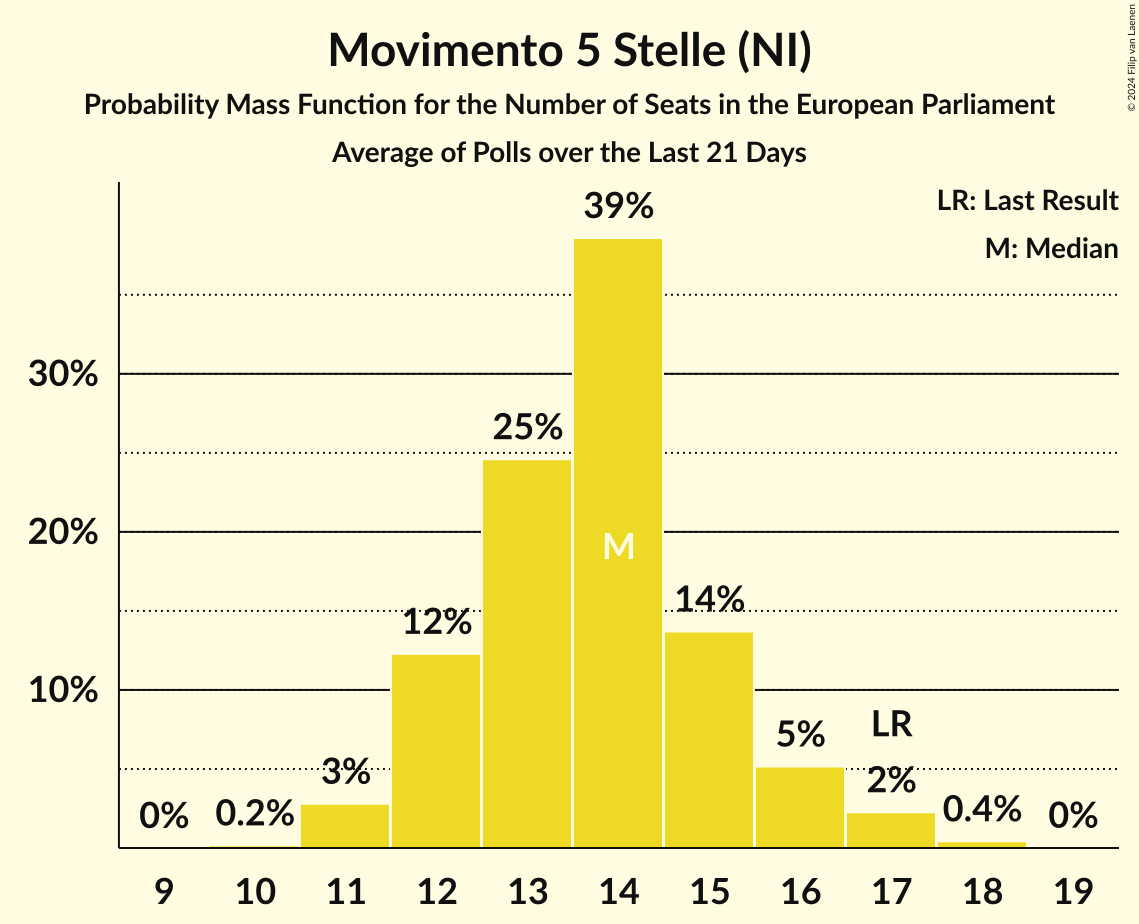 Movimento 5 Stelle (NI)
Probability Mass Function for the Number of Seats in the European Parliament
Average of Polls over the Last 21 Days
© 2024 Filip van Laenen
LR: Last Result
M: Median
30%
20%
10%
0%
0.2%
3%
12%
25%
39%
M
14%
5%
LR
2%
0.4%
0%
9 10 11 12 13 14 15 16 17 18 19